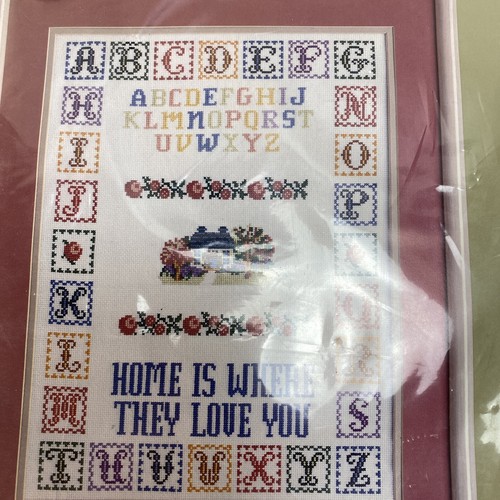 A B C D E F G
H
I
J
K
L
M
N
O
P
S
T U V W X Y Z
ABCDEFGHIJ
KLMNOPQRST
UVWXYZ
HOME IS WHERE
THEY LOVE YOU